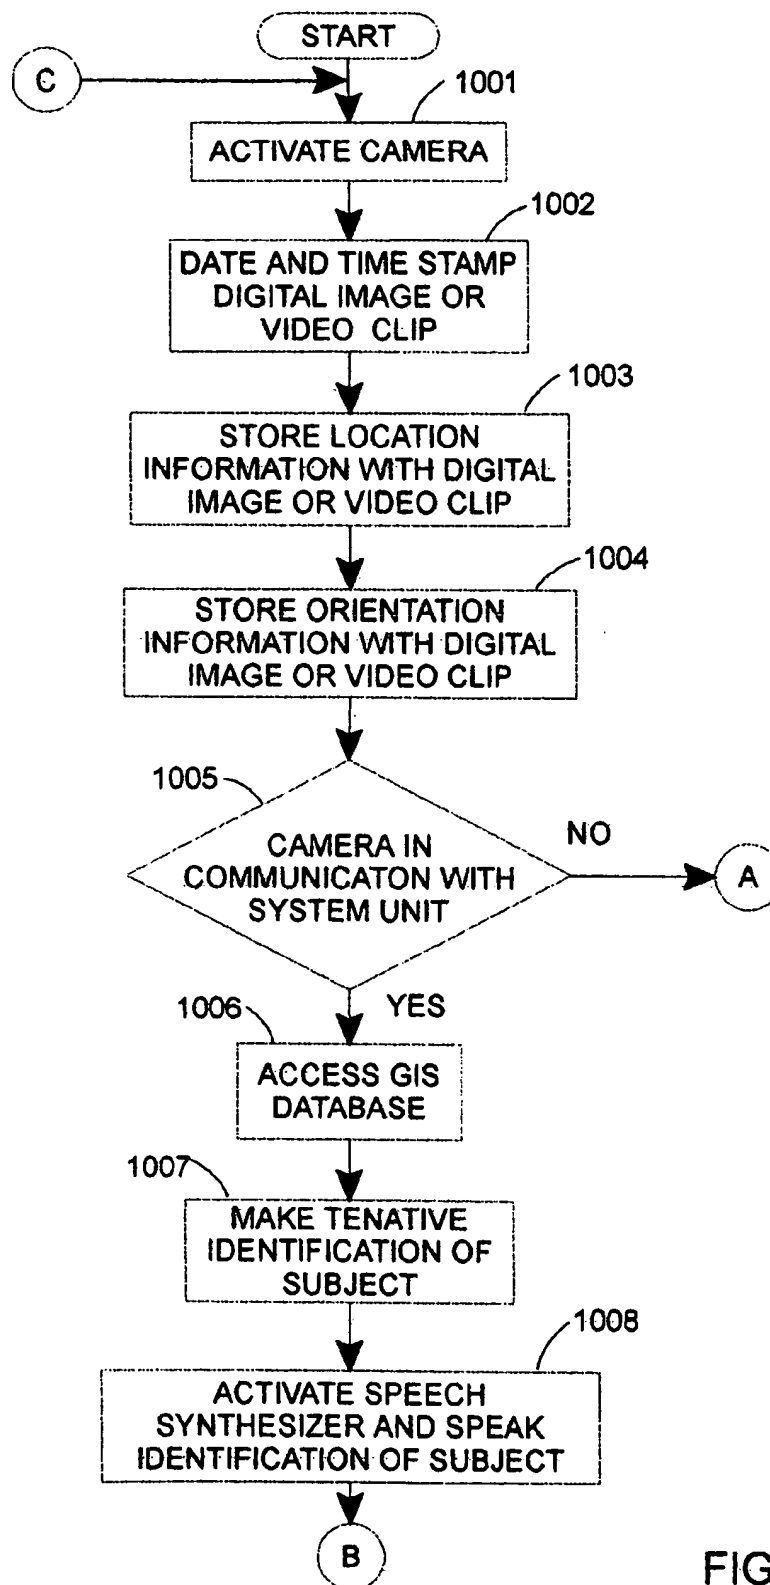 START
C
1001
ACTIVATE CAMERA
1002
DATE AND TIME STAMP
DIGITAL IMAGE OR
VIDEO CLIP
1003
STORE LOCATION
INFORMATION WITH DIGITAL
IMAGE OR VIDEO CLIP
1004
STORE ORIENTATION
INFORMATION WITH DIGITAL
IMAGE OR VIDEO CLIP
1005
CAMERA IN
COMMUNICATON WITH
SYSTEM UNIT
NO
A
YES
1006
ACCESS GIS
DATABASE
1007
MAKE TENATIVE
IDENTIFICATION OF
SUBJECT
1008
ACTIVATE SPEECH
SYNTHESIZER AND SPEAK
IDENTIFICATION OF SUBJECT
B
FIG